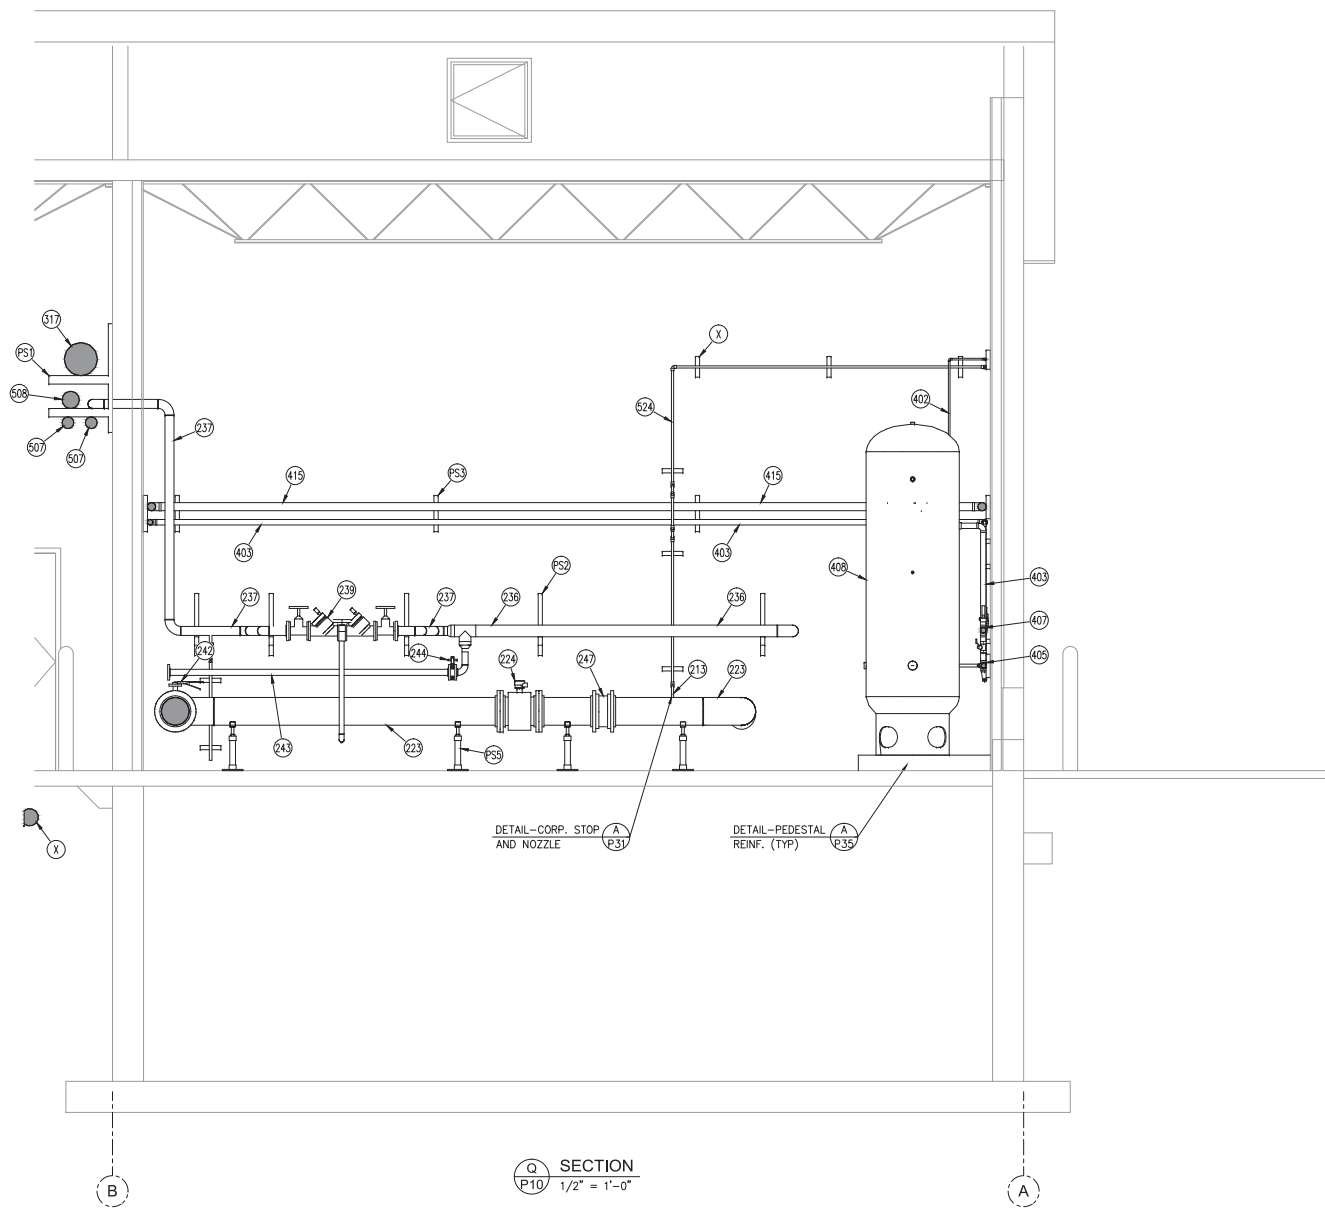 317
PS1
X
508
402
524
237
507
507
PS3
415
415
403
403
PS2
408
403
239
237
237
236
236
407
242
244
224
247
213
223
405
243
223
PS5
DETAIL–CORP. STOP
AND NOZZLE
A
P31
DETAIL–PEDESTAL
REINF. (TYP)
A
P35
X
Q
P10
SECTION
1/2" = 1'-0"
B
A